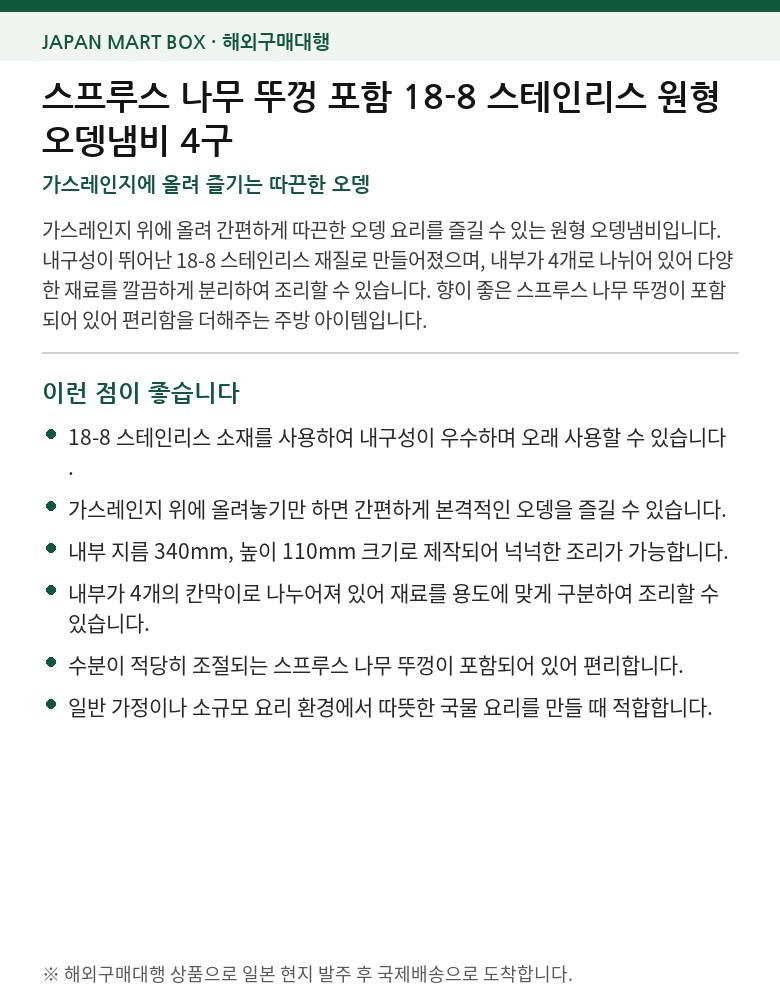 JAPAN MART BOX · 해외구매대행
스프루스 나무 뚜껑 포함 18-8 스테인리스 원형
오뎅냄비 4구
가스레인지에 올려 즐기는 따끈한 오뎅
가스레인지 위에 올려 간편하게 따끈한 오뎅 요리를 즐길 수 있는 원형 오뎅냄비입니다.
내구성이 뛰어난 18-8 스테인리스 재질로 만들어졌으며, 내부가 4개로 나뉘어 있어 다양
한 재료를 깔끔하게 분리하여 조리할 수 있습니다. 향이 좋은 스프루스 나무 뚜껑이 포함
되어 있어 편리함을 더해주는 주방 아이템입니다.
이런 점이 좋습니다
● 18-8 스테인리스 소재를 사용하여 내구성이 우수하며 오래 사용할 수 있습니다
.
● 가스레인지 위에 올려놓기만 하면 간편하게 본격적인 오뎅을 즐길 수 있습니다.
● 내부 지름 340mm, 높이 110mm 크기로 제작되어 넉넉한 조리가 가능합니다.
● 내부가 4개의 칸막이로 나누어져 있어 재료를 용도에 맞게 구분하여 조리할 수
있습니다.
● 수분이 적당히 조절되는 스프루스 나무 뚜껑이 포함되어 있어 편리합니다.
● 일반 가정이나 소규모 요리 환경에서 따뜻한 국물 요리를 만들 때 적합합니다.
※ 해외구매대행 상품으로 일본 현지 발주 후 국제배송으로 도착합니다.